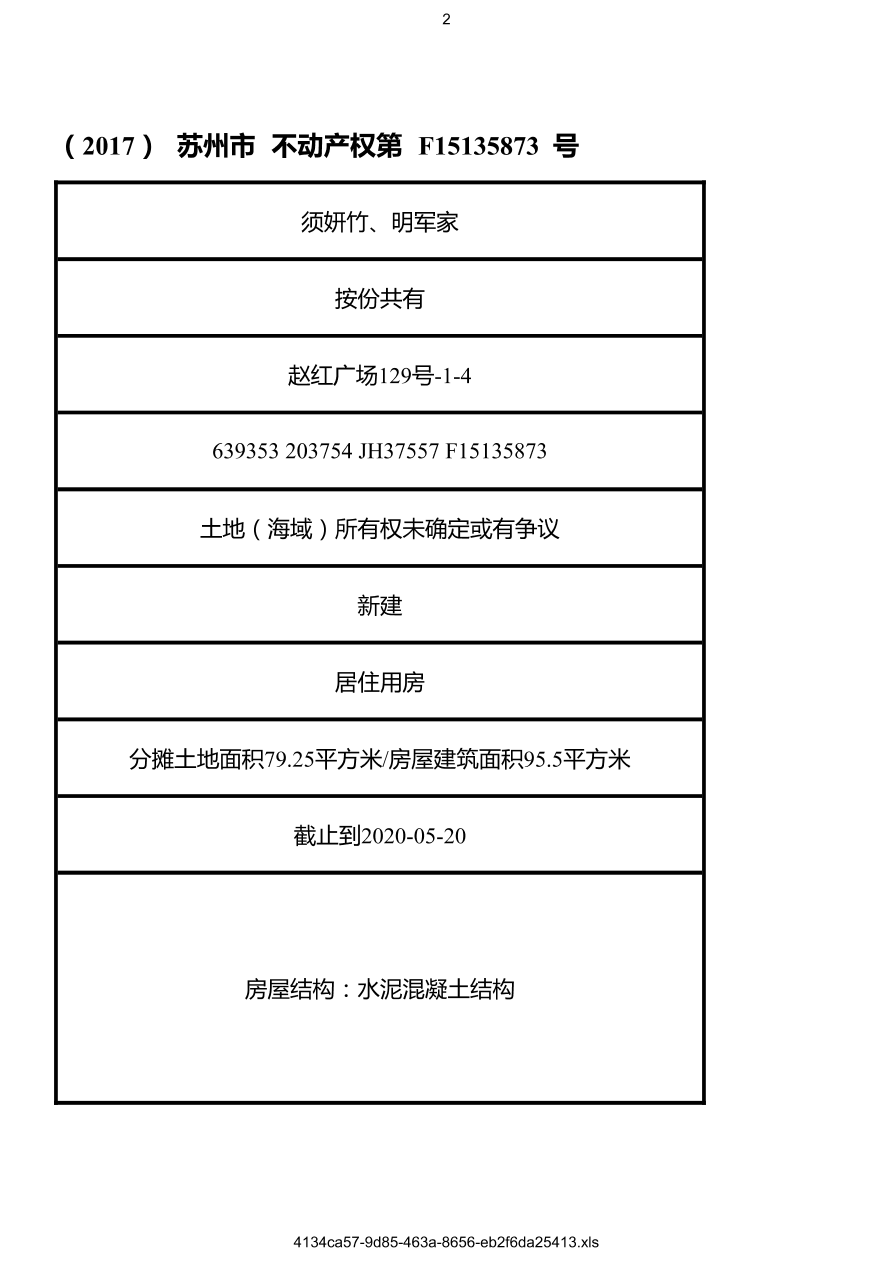 2
（2017） 苏州市 不动产权第 F15135873 号
须妍竹、明军家
按份共有
赵红广场129号-1-4
639353 203754 JH37557 F15135873
土地（海域）所有权未确定或有争议
新建
居住用房
分摊土地面积79.25平方米/房屋建筑面积95.5平方米
截止到2020-05-20
房屋结构：水泥混凝土结构
4134ca57-9d85-463a-8656-eb2f6da25413.xls